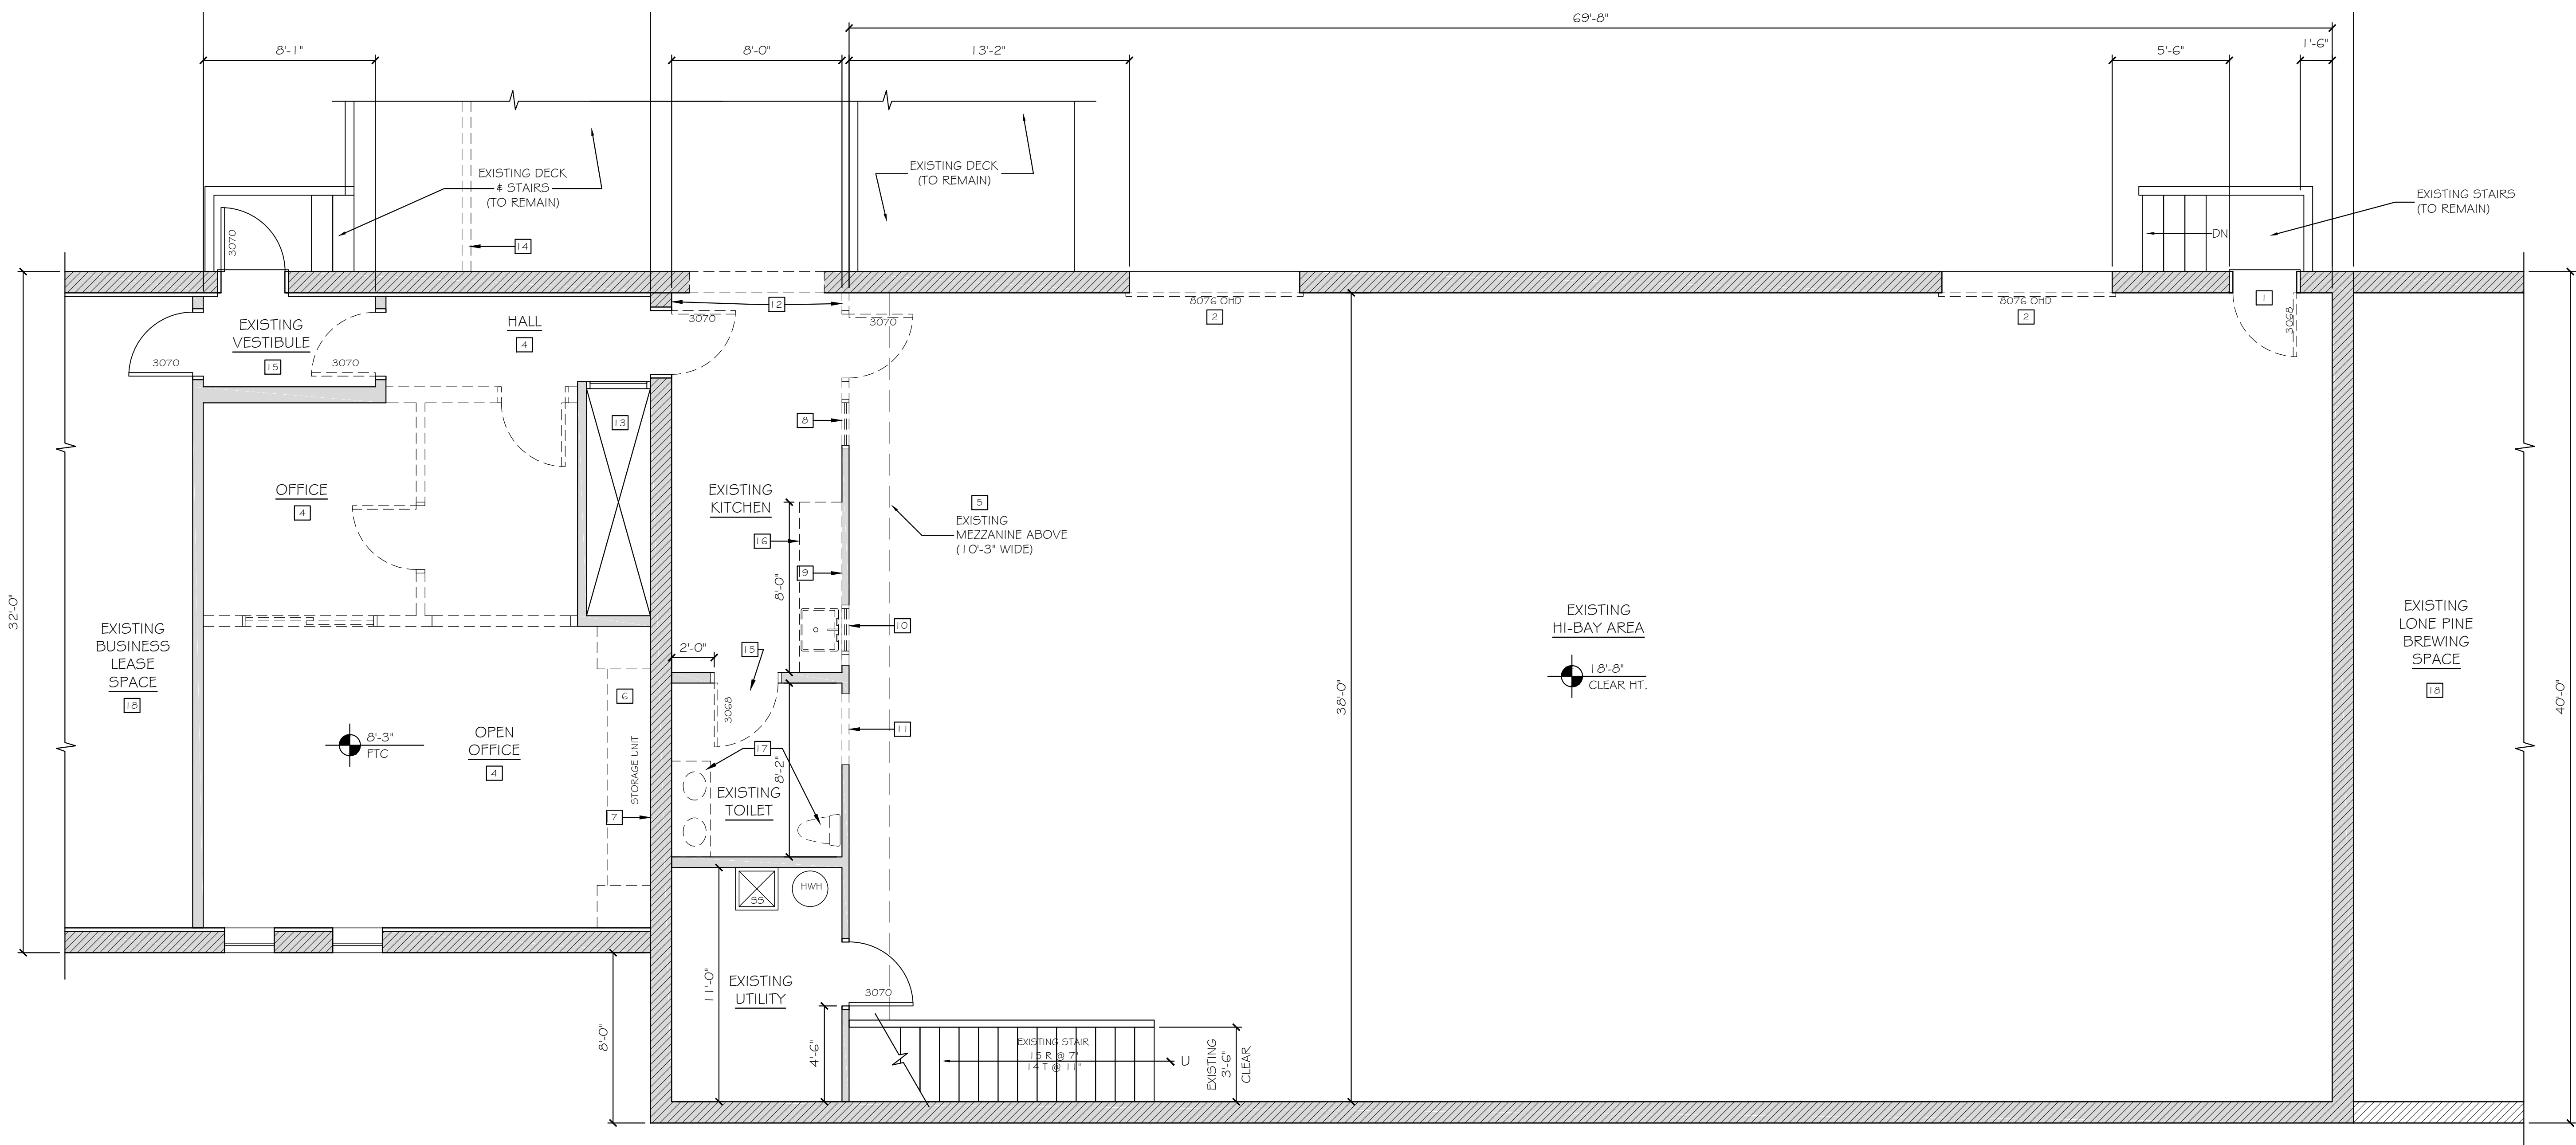 69'-8"
8'-1"
8'-0"
13'-2"
5'-6"
1'-6"
EXISTING DECK
& STAIRS
(TO REMAIN)
EXISTING DECK
(TO REMAIN)
EXISTING STAIRS
(TO REMAIN)
DN
3070
14
12
8076 OHD
2
8076 OHD
2
1
3068
3070
3070
EXISTING
VESTIBULE
15
3070
3070
HALL
4
13
8
OFFICE
4
EXISTING
KITCHEN
5
EXISTING
MEZZANINE ABOVE
(10'-3" WIDE)
16
9
8'-0"
10
32'-0"
EXISTING
BUSINESS
LEASE
SPACE
18
EXISTING
HI-BAY AREA
18'-8"
CLEAR HT.
EXISTING
LONE PINE
BREWING
SPACE
18
2'-0"
15
3068
6
38'-0"
40'-0"
11
8'-3"
FTC
OPEN
OFFICE
4
STORAGE UNIT
7
17
8'-2"
EXISTING
TOILET
SS
HWH
11'-0"
EXISTING
UTILITY
3070
8'-0"
4'-6"
EXISTING STAIR
15 R @ 7"
14 T @ 11"
U
EXISTING
3'-6"
CLEAR